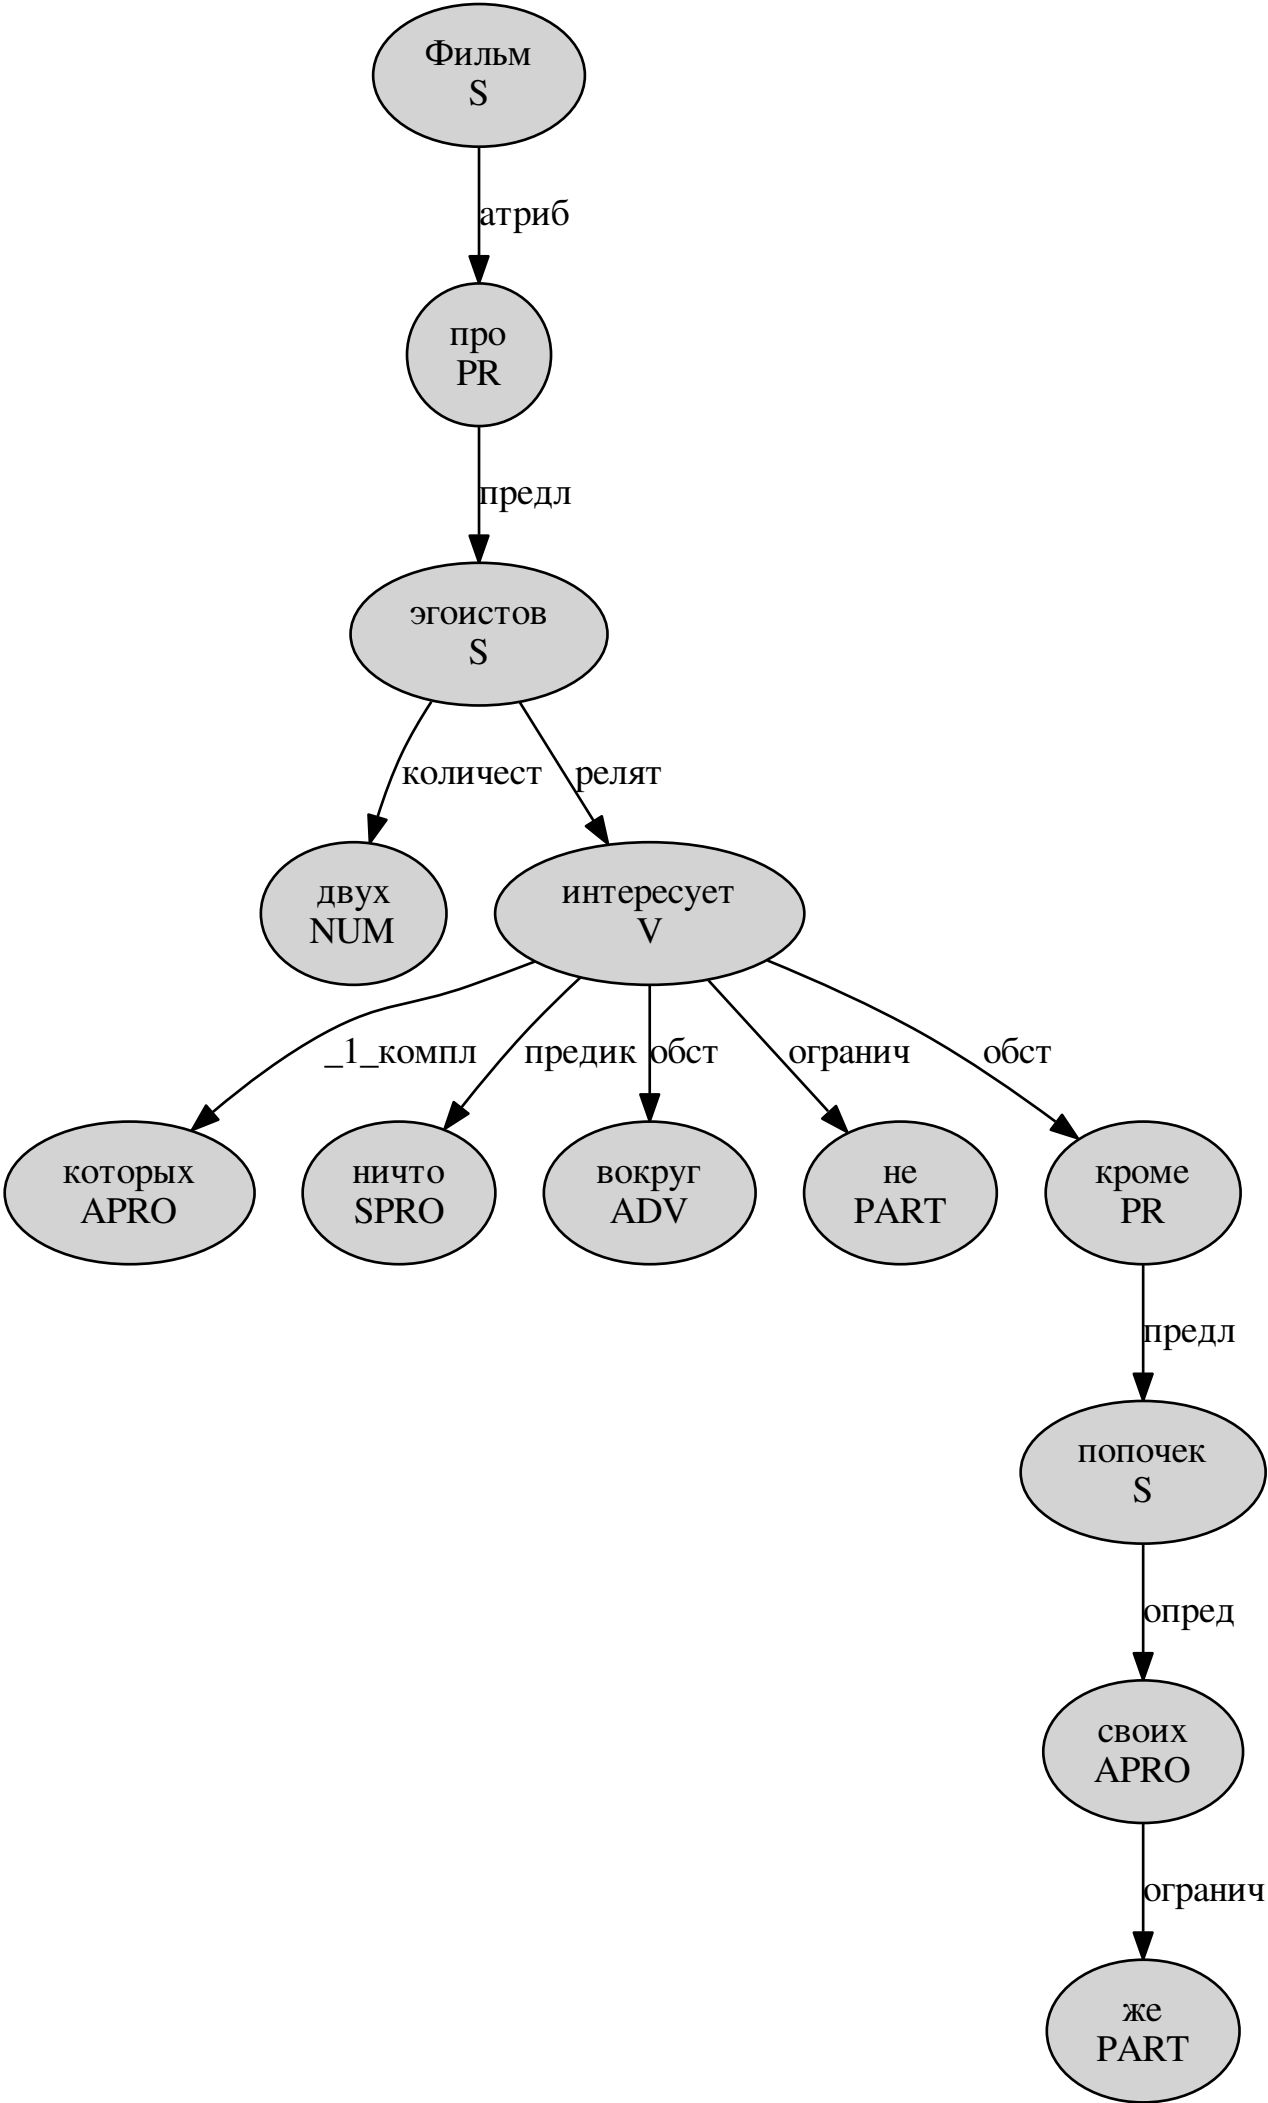 Фильм
S
атриб
про
PR
предл
эгоистов
S
количест
релят
двух
NUM
интересует
V
_1_компл
предик
обст
огранич
обст
которых
APRO
ничто
SPRO
вокруг
ADV
не
PART
кроме
PR
предл
попочек
S
опред
своих
APRO
огранич
же
PART